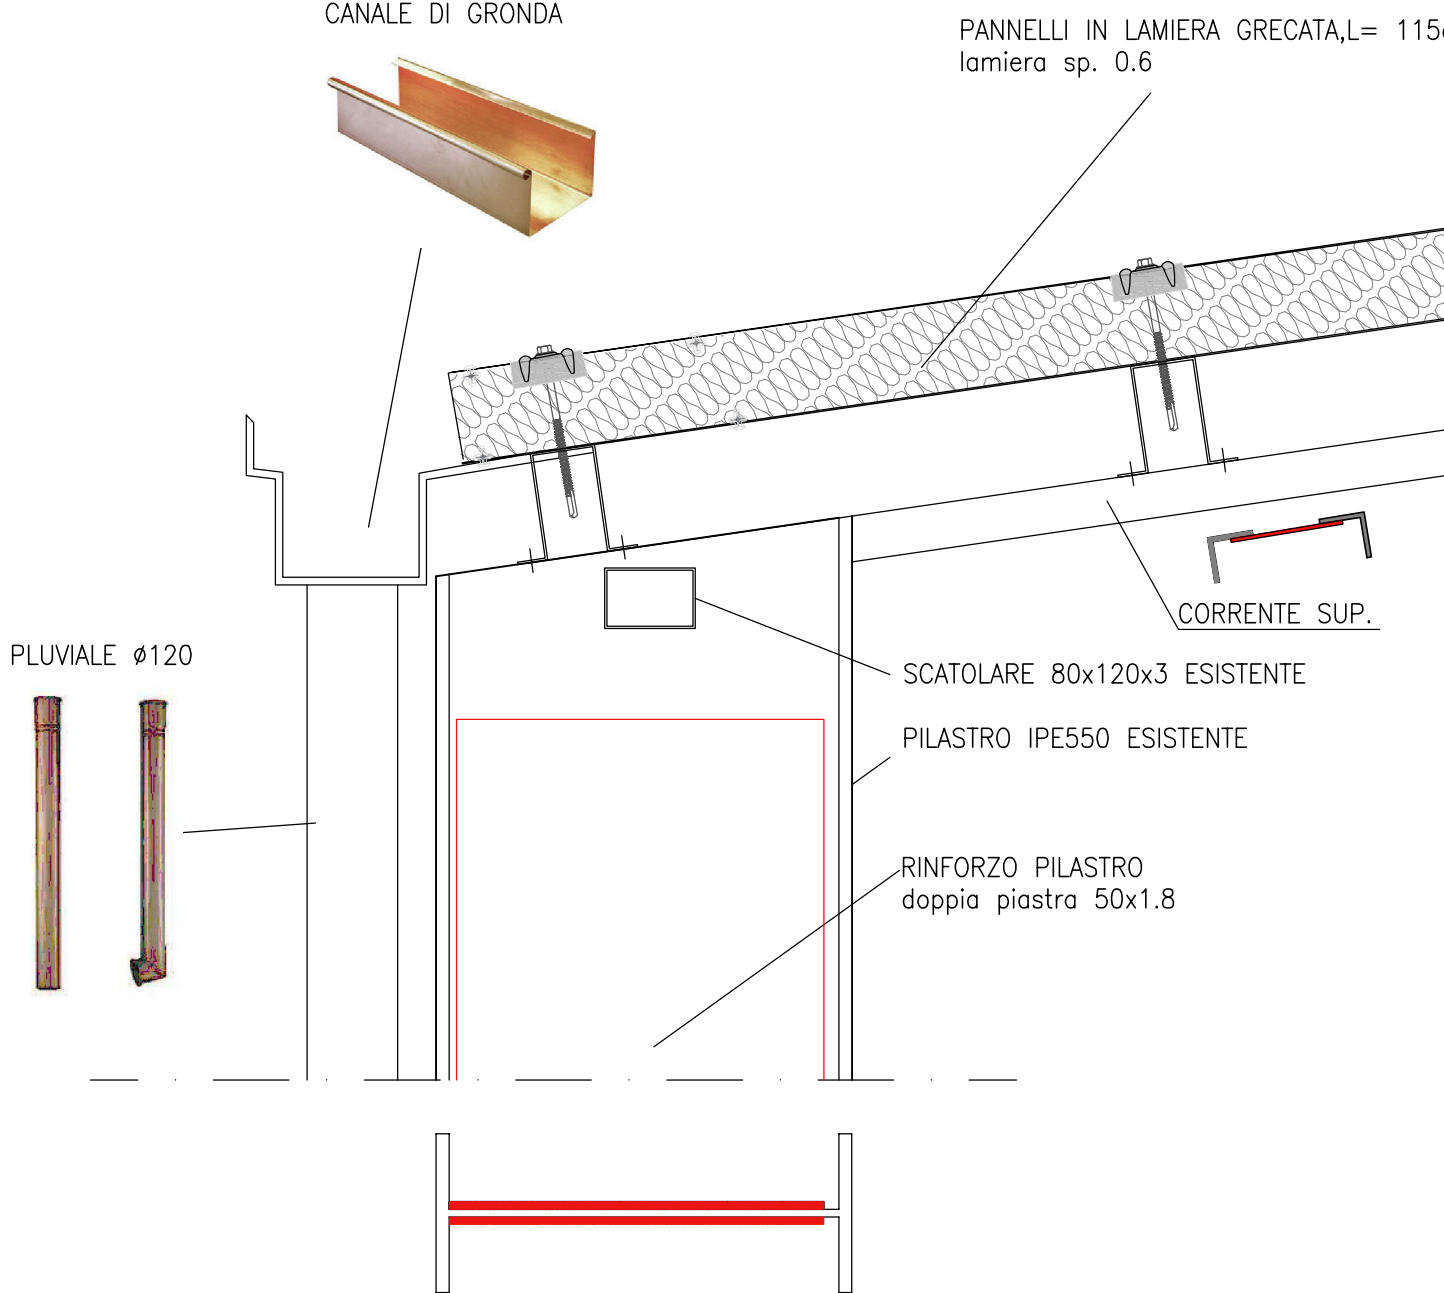 CANALE DI GRONDA
PANNELLI IN LAMIERA GRECATA,L= 115
lamiera sp. 0.6
CORRENTE SUP.
PLUVIALE ø120
SCATOLARE 80x120x3 ESISTENTE
PILASTRO IPE550 ESISTENTE
RINFORZO PILASTRO
doppia piastra 50x1.8